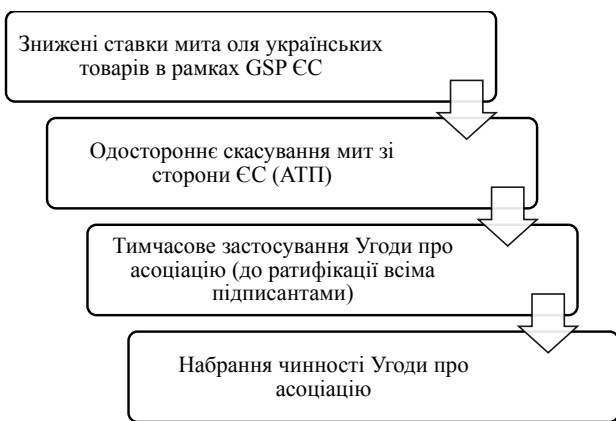 Знижені ставки мита оля українських
товарів в рамках GSP ЄС
Одостороннє скасування мит зі
сторони ЄС (АТП)
Тимчасове застосування Угоди про
асоціацію (до ратифікації всіма
підписантами)
Набрання чинності Угоди про
асоціацію